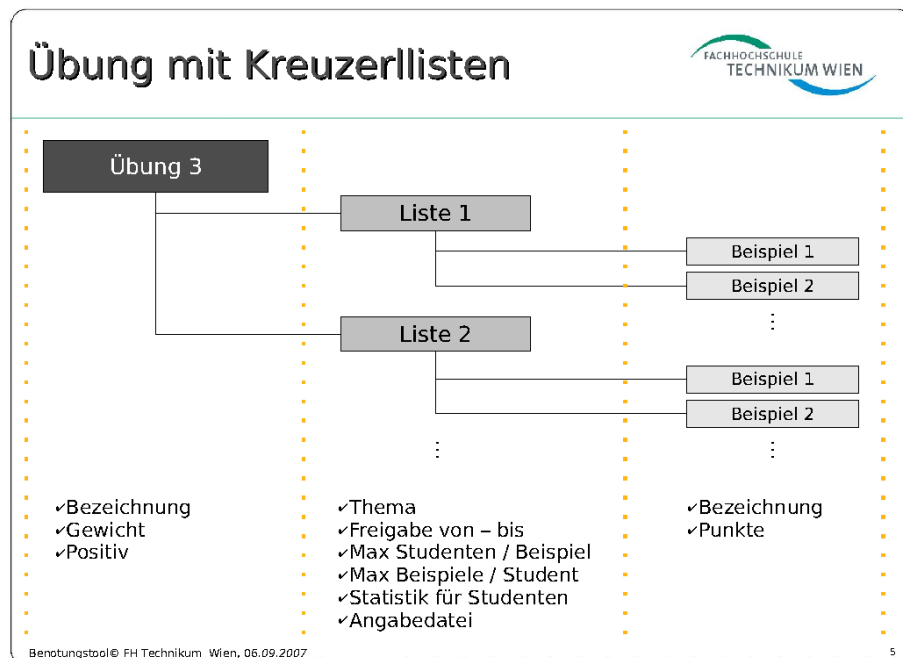 Übung mit Kreuzerllisten
FACHHOCHSCHULE
TECHNIKUM WIEN
Übung 3
Liste 1
Beispiel 1
Beispiel 2
⋮
Liste 2
Beispiel 1
Beispiel 2
⋮
⋮
✓Bezeichnung
✓Gewicht
✓Positiv
✓Thema
✓Freigabe von – bis
✓Max Studenten / Beispiel
✓Max Beispiele / Student
✓Statistik für Studenten
✓Angabedatei
✓Bezeichnung
✓Punkte
Benotungstool© FH Technikum Wien, 06.09.2007
5